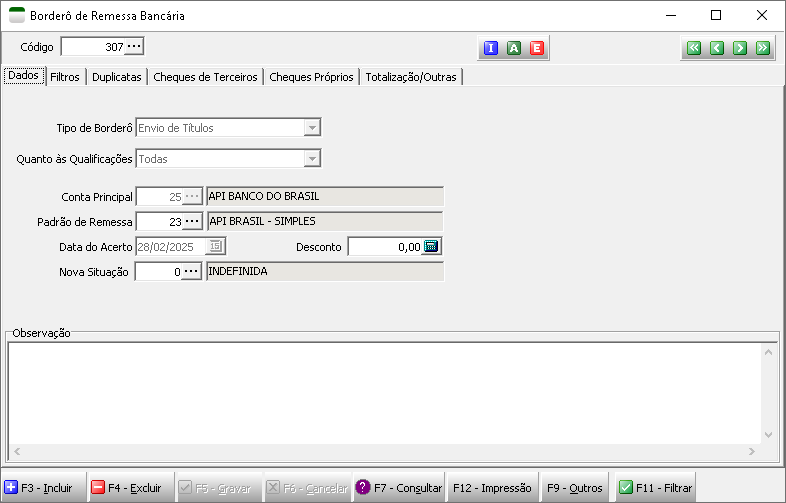 Borderô de Remessa Bancária
Código 307 ...
I A E
Dados Filtros Duplicatas Cheques de Terceiros Cheques Próprios Totalização/Outras
Tipo de Borderô Envio de Títulos
Quanto às Qualificações Todas
Conta Principal 25 ... API BANCO DO BRASIL
Padrão de Remessa 23 ... API BRASIL - SIMPLES
Data do Acerto 28/02/2025 15 Desconto 0,00
Nova Situação 0 ... INDEFINIDA
Observação
F3 - Incluir F4 - Excluir F5 - Gravar F6 - Cancelar ? F7 - Consultar F12 - Impressão F9 - Outros F11 - Filtrar